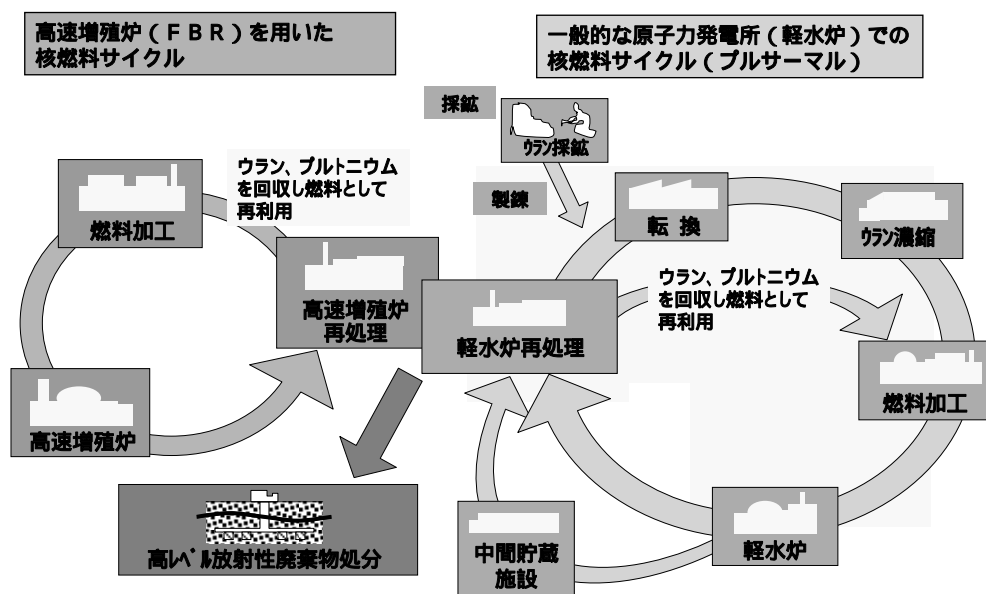 高速増殖炉(FBR)を用いた
核燃料サイクル
一般的な原子力発電所(軽水炉)での
核燃料サイクル(プルサーマル)
採鉱
ウラン採鉱
製錬
転 換
ウラン濃縮
燃料加工
ウラン、プルトニウム
を回収し燃料として
再利用
高速増殖炉
再処理
軽水炉再処理
ウラン、プルトニウム
を回収し燃料として
再利用
燃料加工
高速増殖炉
高レベル放射性廃棄物処分
中間貯蔵
施設
軽水炉